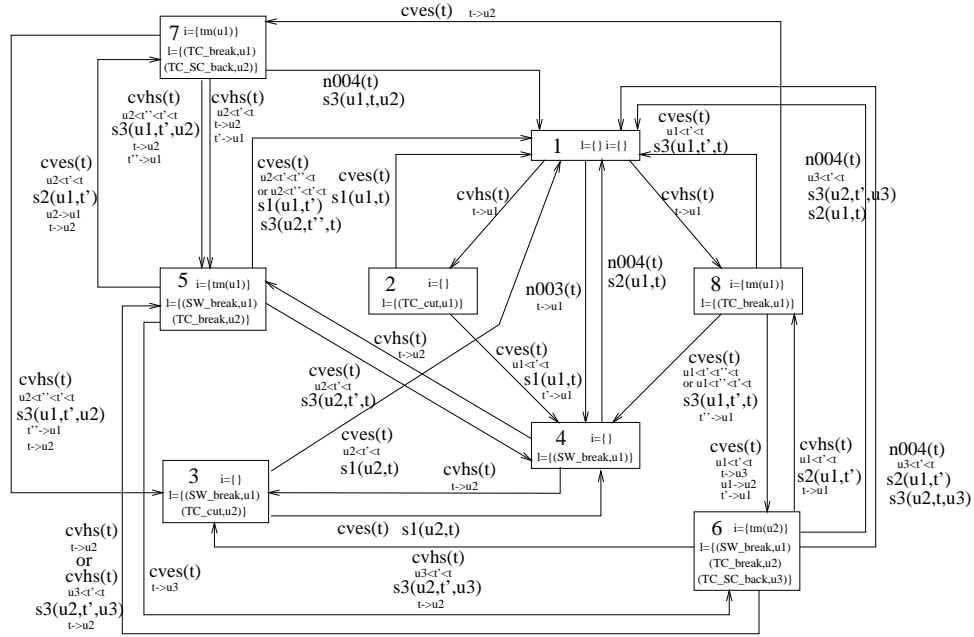 cves(t) t->u2
7 i={tm(u1)}
l={(TC_break,u1)
(TC_SC_back,u2)}
n004(t)
s3(u1,t,u2)
cvhs(t)
u2<t''<t'<t
s3(u1,t',u2)
t->u2
t''->u1
cvhs(t)
u2<t'<t
t->u2
t'->u1
cves(t)
u2<t'<t
s2(u1,t')
u2->u1
t->u2
cves(t)
u2<t'<t''<t
or u2<t''<t'<t
s1(u1,t')
s3(u2,t'',t)
cves(t)
s1(u1,t)
1 l={} i={}
cves(t)
u1<t'<t
s3(u1,t',t)
n004(t)
u3<t'<t
s3(u2,t',u3)
s2(u1,t)
cvhs(t)
t->u1
cvhs(t)
t->u1
5 i={tm(u1)}
l={(SW_break,u1)
(TC_break,u2)}
2 i={}
l={(TC_cut,u1)}
n003(t)
t->u1
n004(t)
s2(u1,t)
8 i={tm(u1)}
l={(TC_break,u1)}
cvhs(t)
t->u2
cves(t)
u2<t'<t
s3(u2,t',t)
cves(t)
u1<t'<t
s1(u1,t)
t'->u1
cves(t)
u1<t'<t''<t
or u1<t''<t'<t
s3(u1,t',t)
t''->u1
cvhs(t)
u2<t''<t'<t
s3(u1,t',u2)
t''->u1
t->u2
4 i={}
l={(SW_break,u1)}
cves(t)
u2<t'<t
s1(u2,t)
3 i={}
l={(SW_break,u1)
(TC_cut,u2)}
cvhs(t)
t->u2
cves(t)
u1<t'<t
t->u3
u1->u2
t'->u1
cvhs(t)
u1<t'<t
s2(u1,t')
t->u1
n004(t)
u3<t'<t
s2(u1,t')
s3(u2,t,u3)
cves(t) s1(u2,t)
6 i={tm(u2)}
l={(SW_break,u1)
(TC_break,u2)
(TC_SC_back,u3)}
cvhs(t)
t->u2
or
cvhs(t)
u3<t'<t
s3(u2,t',u3)
t->u2
cves(t)
t->u3
cvhs(t)
u3<t'<t
s3(u2,t',u3)
t->u2